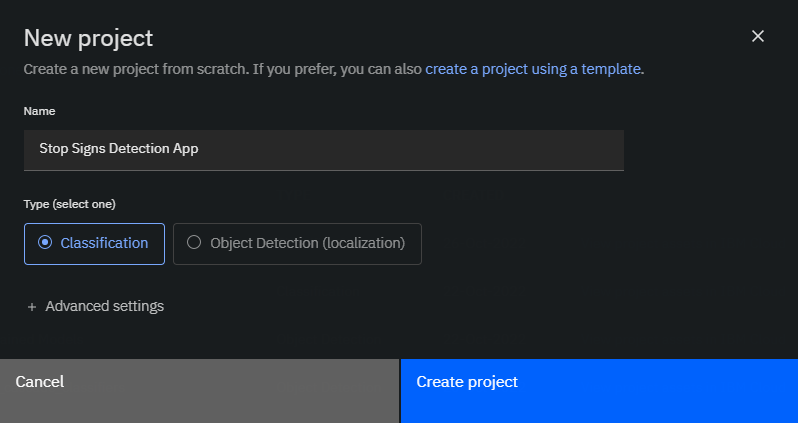 New project
Create a new project from scratch. If you prefer, you can also create a project using a template.
Name
Stop Signs Detection App
Type (select one)
Classification
Object Detection (localization)
+ Advanced settings
Cancel
Create project